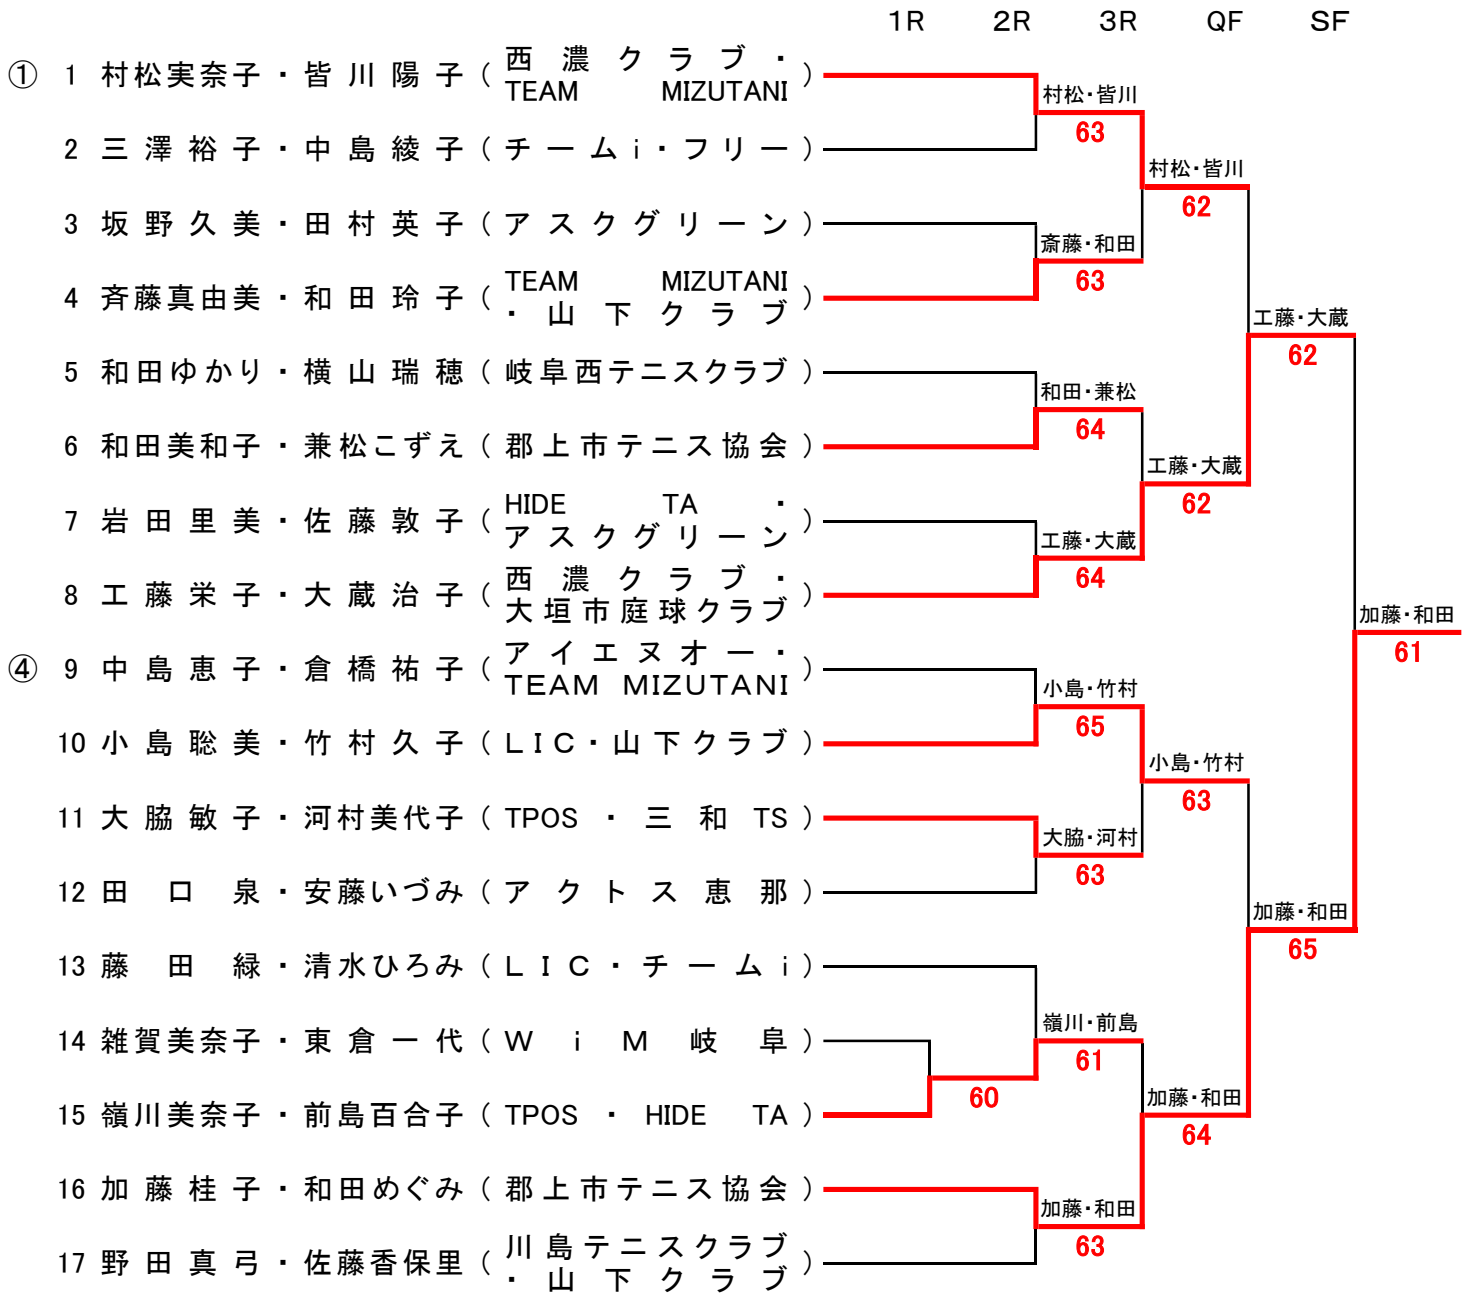 1R 2R 3R QF SF
① 1 村松実奈子・皆川陽子(西濃クラブ・TEAM MIZUTANI)
村松・皆川
63
2 三澤裕子・中島綾子(チームi・フリー)
村松・皆川
62
3 坂野久美・田村英子(アスクグリーン)
斎藤・和田
63
4 斉藤真由美・和田玲子(TEAM MIZUTANI・山下クラブ)
工藤・大蔵
62
5 和田ゆかり・横山瑞穂(岐阜西テニスクラブ)
和田・兼松
64
6 和田美和子・兼松こずえ(郡上市テニス協会)
工藤・大蔵
62
7 岩田里美・佐藤敦子(HIDE TA・アスクグリーン)
工藤・大蔵
64
8 工藤栄子・大蔵治子(西濃クラブ・大垣市庭球クラブ)
加藤・和田
61
④ 9 中島恵子・倉橋祐子(アイエヌオー・TEAM MIZUTANI)
小島・竹村
65
10 小島聡美・竹村久子(LIC・山下クラブ)
小島・竹村
63
11 大脇敏子・河村美代子(TPOS・三和TS)
大脇・河村
63
12 田口泉・安藤いづみ(アクトス恵那)
加藤・和田
65
13 藤田緑・清水ひろみ(LIC・チームi)
嶺川・前島
61
14 雑賀美奈子・東倉一代(WiM岐阜)
60
15 嶺川美奈子・前島百合子(TPOS・HIDE TA)
加藤・和田
64
16 加藤桂子・和田めぐみ(郡上市テニス協会)
加藤・和田
63
17 野田真弓・佐藤香保里(川島テニスクラブ・山下クラブ)